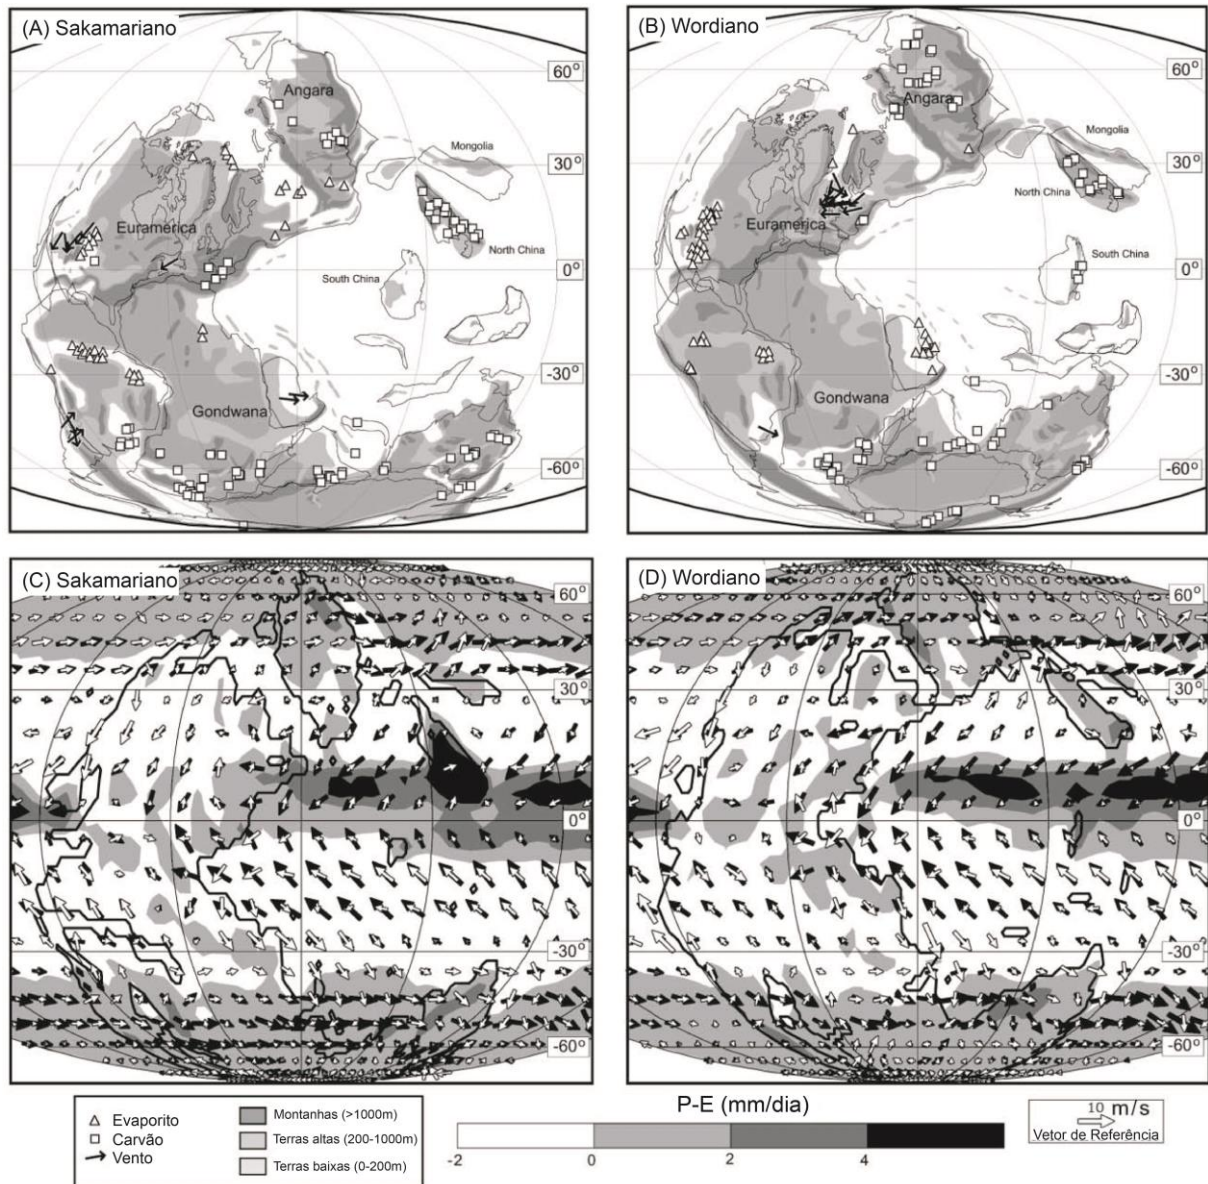 (A) Sakamariano
60°
Angara
Mongolia
30°
Euramerica
North China
South China
0°
-30°
Gondwana
-60°
(B) Wordiano
60°
Angara
Mongolia
30°
North China
Euramerica
South China
0°
-30°
Gondwana
-60°
(C) Sakamariano
60°
30°
0°
-30°
-60°
(D) Wordiano
60°
30°
0°
-30°
-60°
Evaporito
Carvão
Vento
Montanhas (>1000m)
Terras altas (200-1000m)
Terras baixas (0-200m)
P-E (mm/dia)
-2 0 2 4
10 m/s
Vetor de Referência